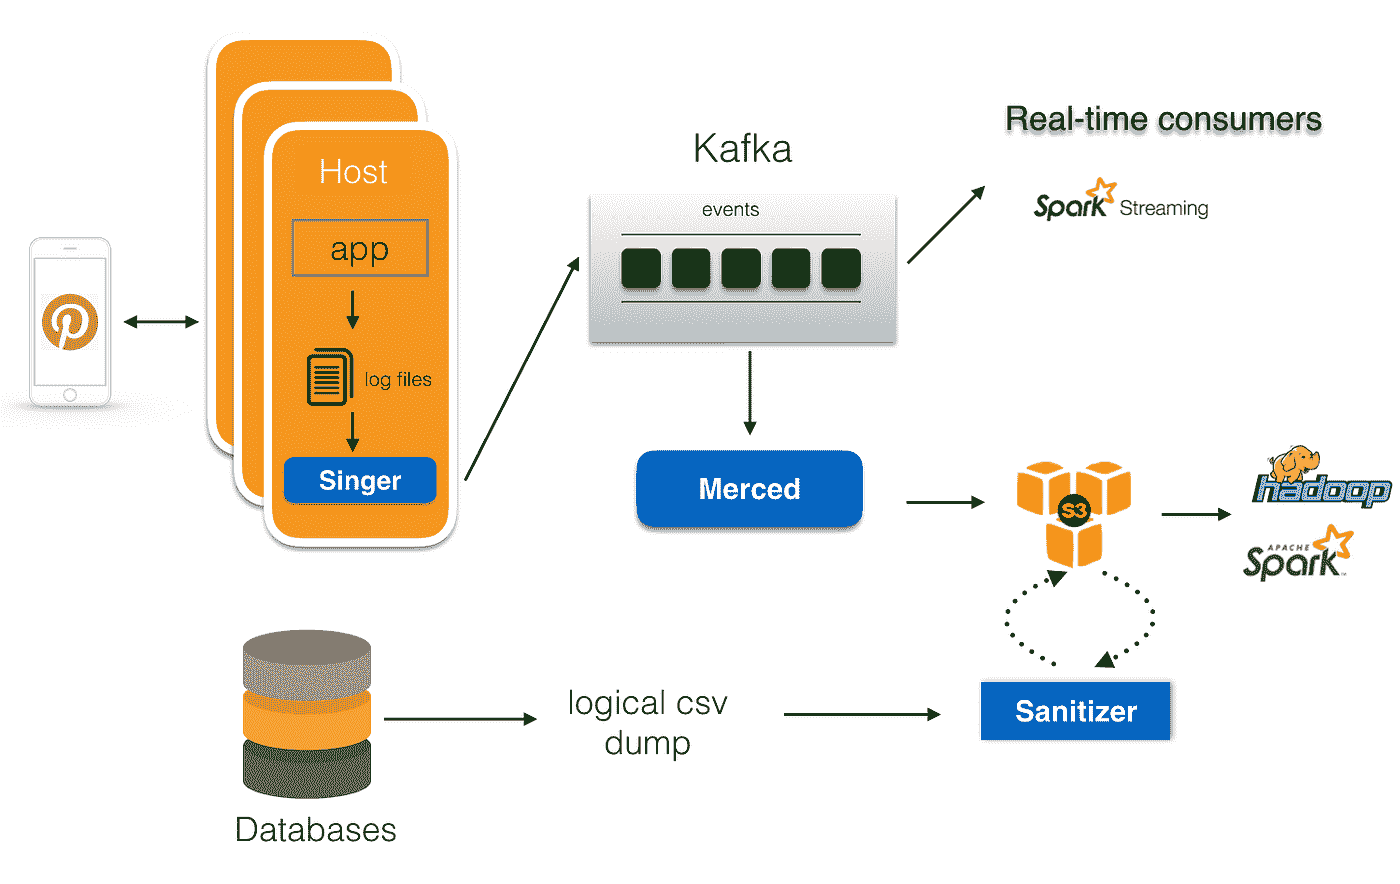 Host
app
log files
Singer
Kafka
events
Real-time consumers
Spark Streaming
Merced
S3
hadoop
APACHE
Spark
Databases
logical csv
dump
Sanitizer